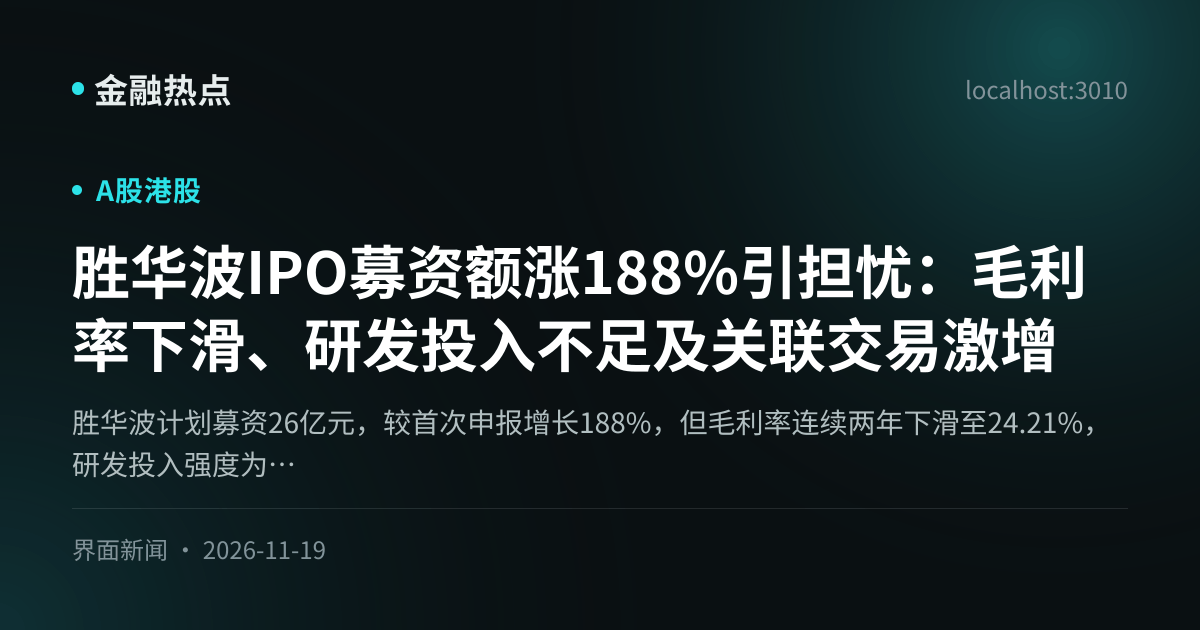 金融热点
localhost:3010
A股港股
胜华波IPO募资额涨188%引担忧：毛利
率下滑、研发投入不足及关联交易激增
胜华波计划募资26亿元，较首次申报增长188%，但毛利率连续两年下滑至24.21%，
研发投入强度为…
界面新闻 · 2026-11-19